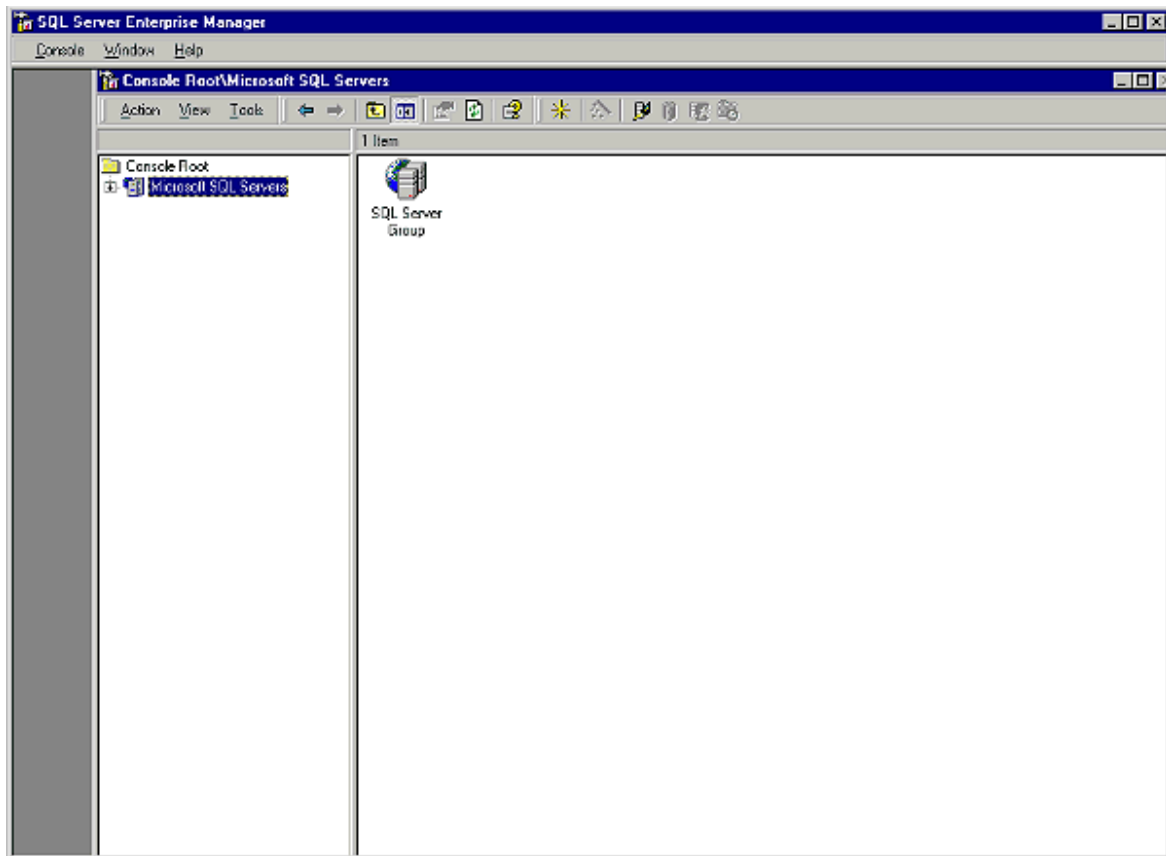 SQL Server Enterprise Manager
Console Window Help
Console Root\Microsoft SQL Servers
Action View Tools
1 Item
Console Root
Microsoft SQL Servers
SQL Server
Group